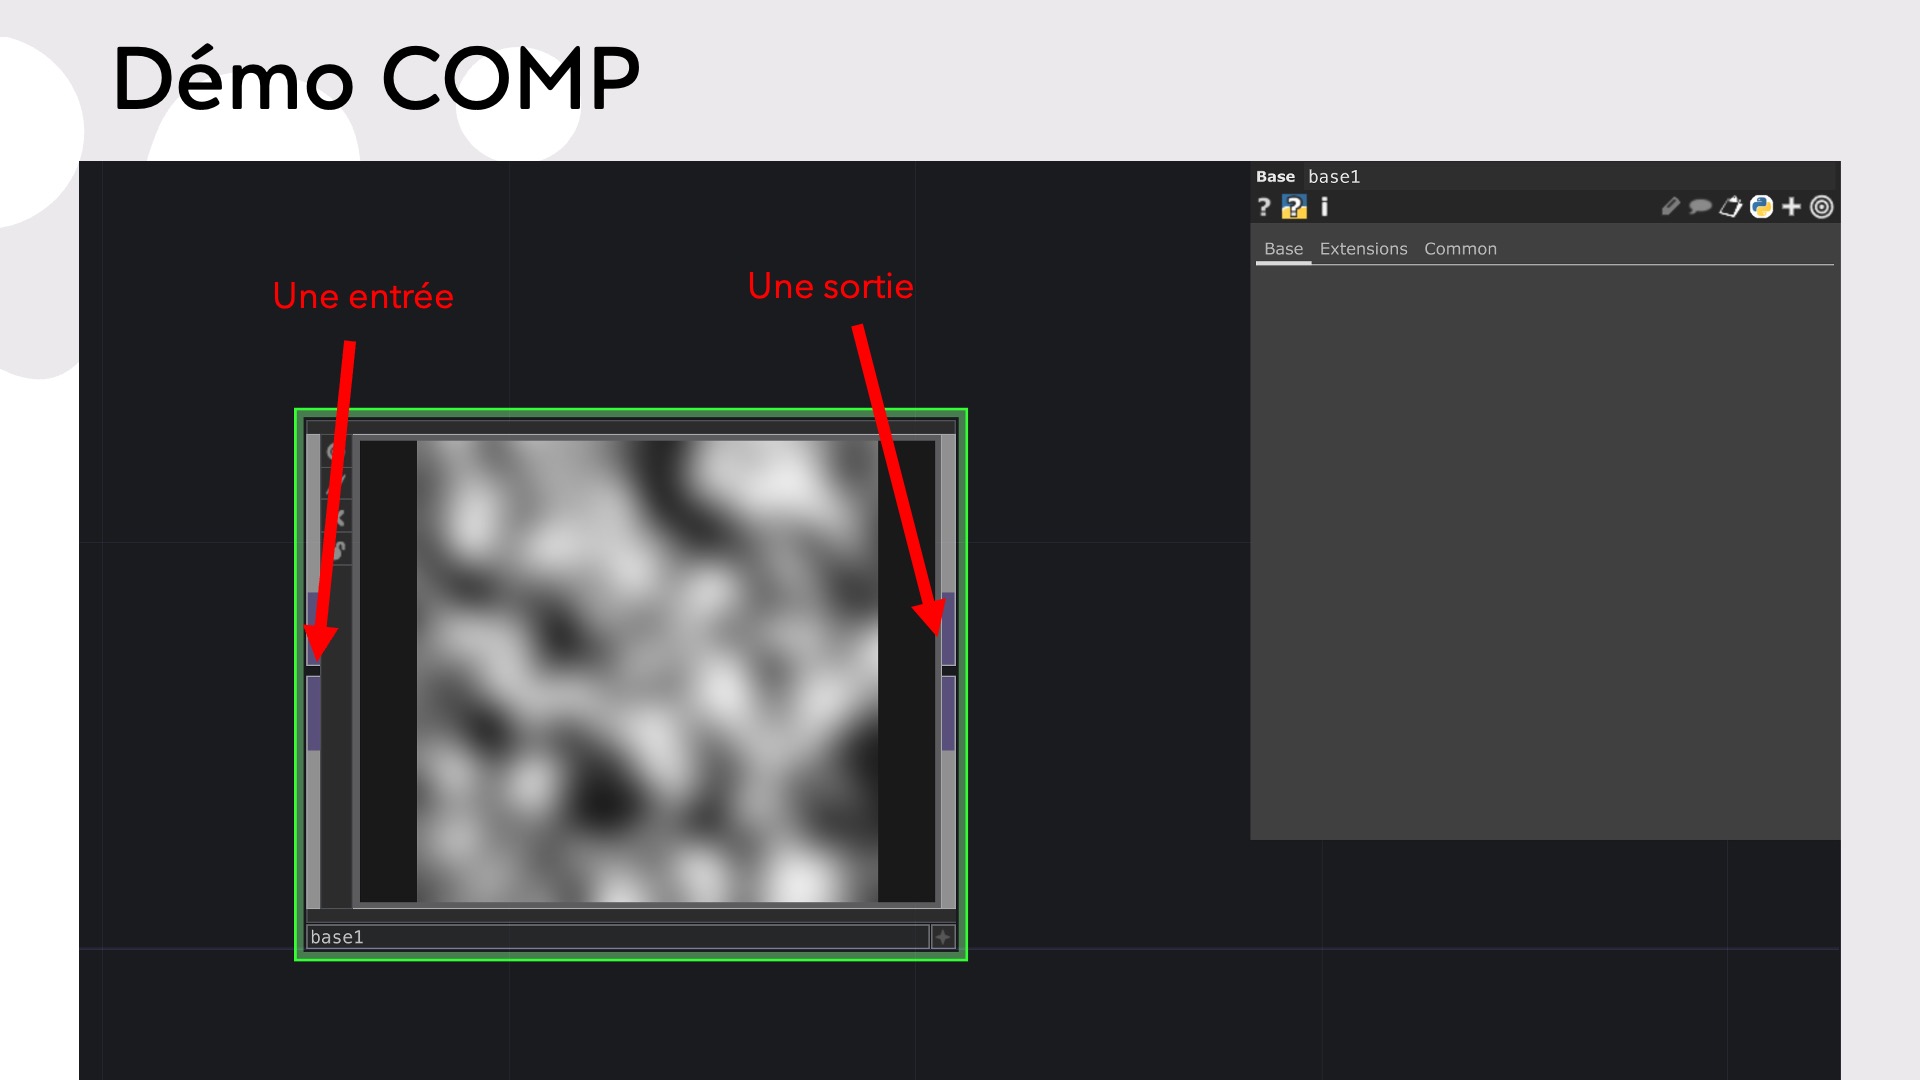 Démo COMP
Base base1
? ? i
Base Extensions Common
Une entrée
Une sortie
base1